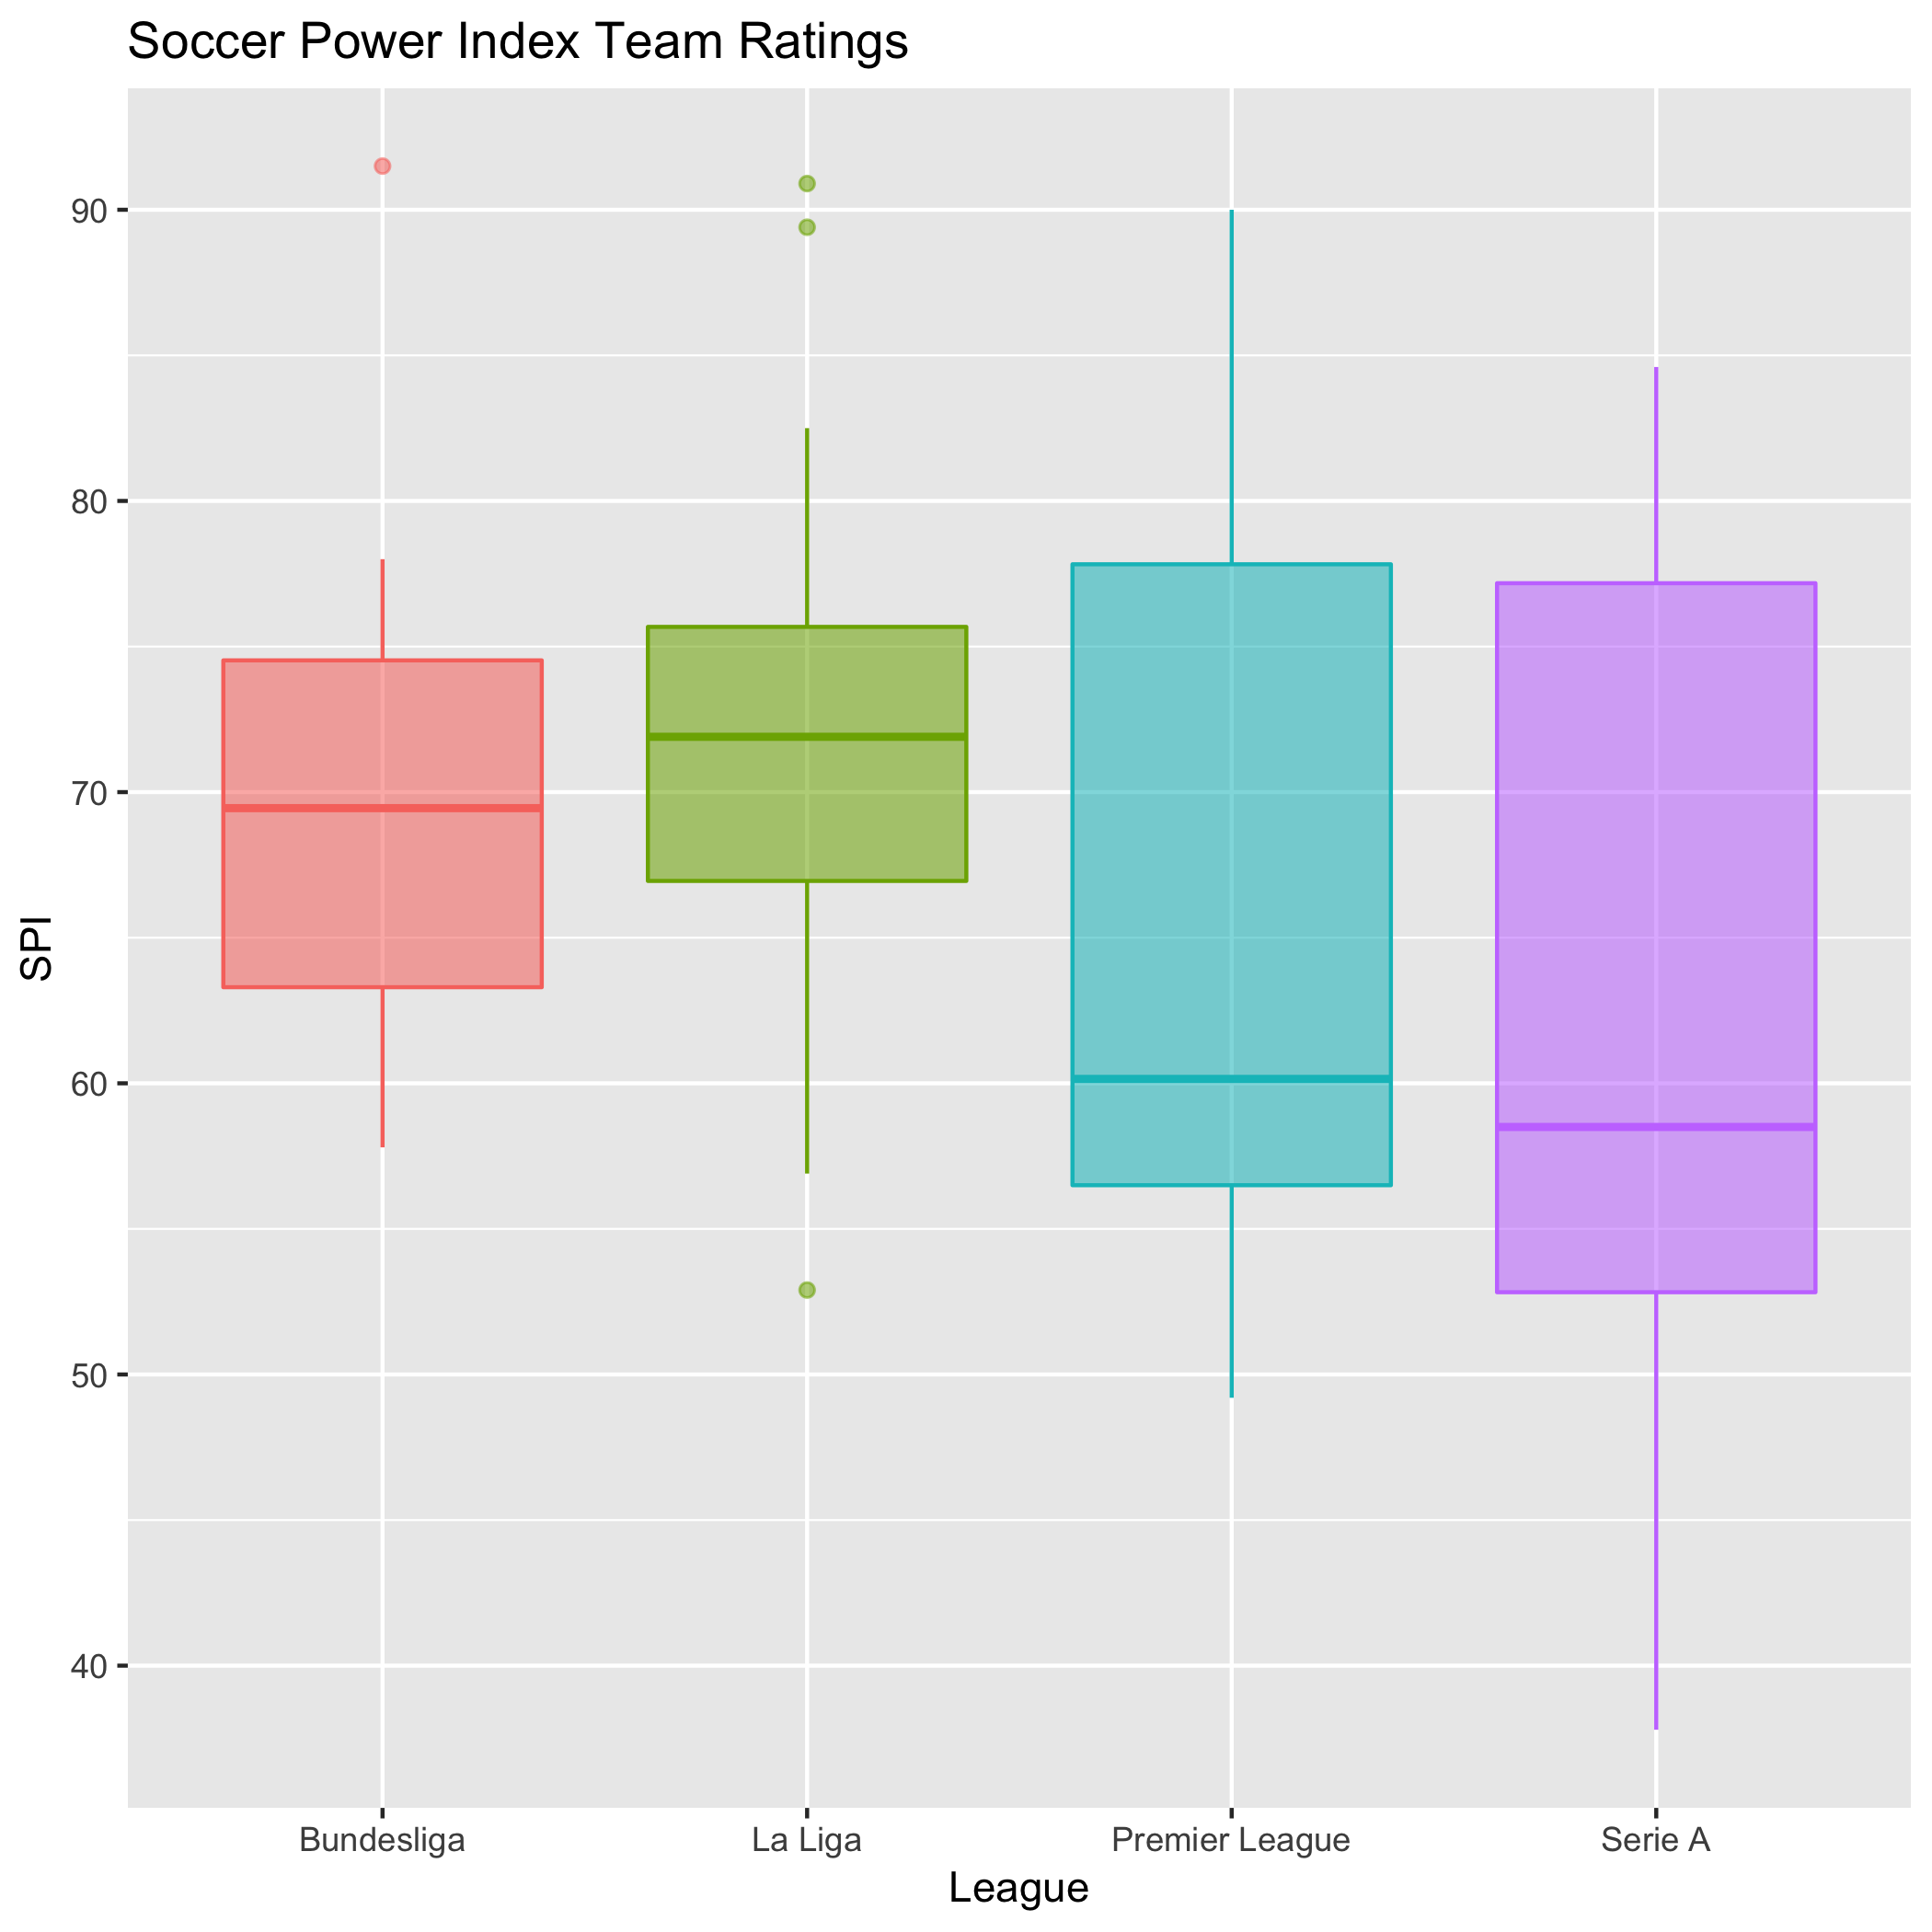 Soccer Power Index Team Ratings
90
80
70
60
50
40
SPI
Bundesliga
La Liga
Premier League
Serie A
League